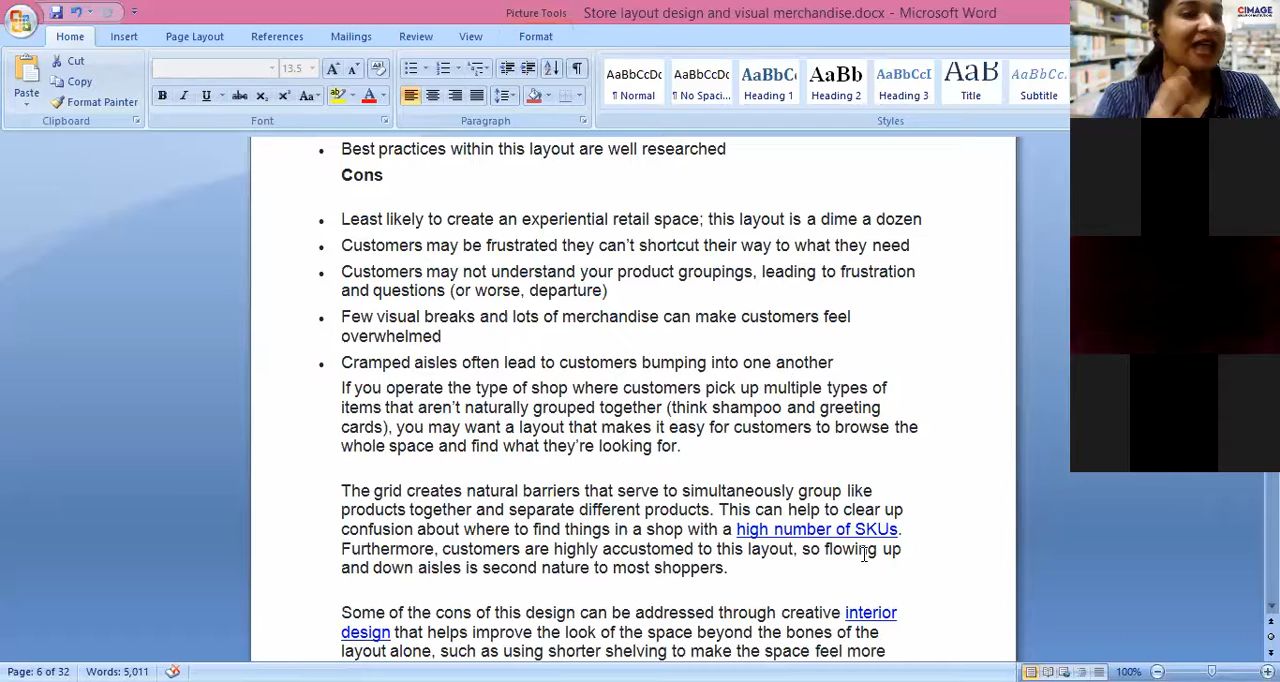 Picture Tools
Store layout design and visual merchandise.docx - Microsoft Word
CIMAGE
Home
Insert
Page Layout
References
Mailings
Review
View
Format
Paste
Cut
Copy
Format Painter
13.5
AaBbCcDc
AaBbCcDc
AaBbC
AaBb
AaBbCcI
AaB
AaBbCcL
¶ Normal
¶ No Spaci...
Heading 1
Heading 2
Heading 3
Title
Subtitle
Clipboard
Font
Paragraph
Styles
• Best practices within this layout are well researched
Cons
• Least likely to create an experiential retail space; this layout is a dime a dozen
• Customers may be frustrated they can’t shortcut their way to what they need
• Customers may not understand your product groupings, leading to frustration
and questions (or worse, departure)
• Few visual breaks and lots of merchandise can make customers feel
overwhelmed
• Cramped aisles often lead to customers bumping into one another
If you operate the type of shop where customers pick up multiple types of
items that aren’t naturally grouped together (think shampoo and greeting
cards), you may want a layout that makes it easy for customers to browse the
whole space and find what they’re looking for.
The grid creates natural barriers that serve to simultaneously group like
products together and separate different products. This can help to clear up
confusion about where to find things in a shop with a high number of SKUs.
Furthermore, customers are highly accustomed to this layout, so flowing up
and down aisles is second nature to most shoppers.
Some of the cons of this design can be addressed through creative interior
design that helps improve the look of the space beyond the bones of the
layout alone, such as using shorter shelving to make the space feel more
Page: 6 of 32
Words: 5,011
100%